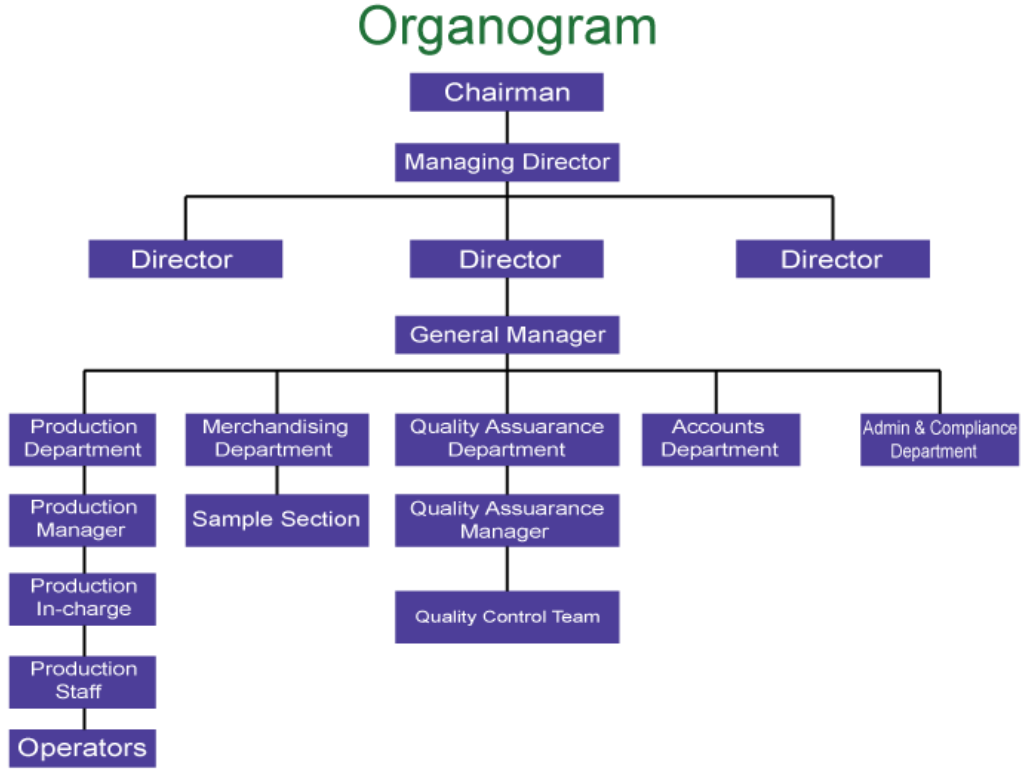 Organogram
Chairman
Managing Director
Director
Director
Director
General Manager
Production
Department
Merchandising
Department
Quality Assuarance
Department
Accounts
Department
Admin & Compliance
Department
Production
Manager
Sample Section
Quality Assuarance
Manager
Production
In-charge
Quality Control Team
Production
Staff
Operators